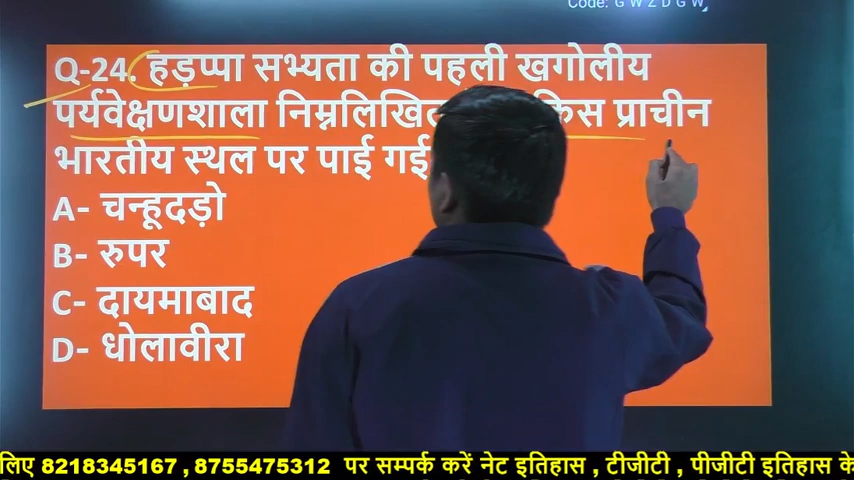 Code: G W Z D G W
Q-24. हड़प्पा सभ्यता की पहली खगोलीय
पर्यवेक्षणशाला किस प्राचीन
भारतीय स्थल पर पाई गई
A- चन्हूदड़ो
B- रुपर
C- दायमाबाद
D- धोलावीरा
लिए 8218345167 , 8755475312 पर सम्पर्क करें नेट इतिहास , टीजीटी , पीजीटी इतिहास के